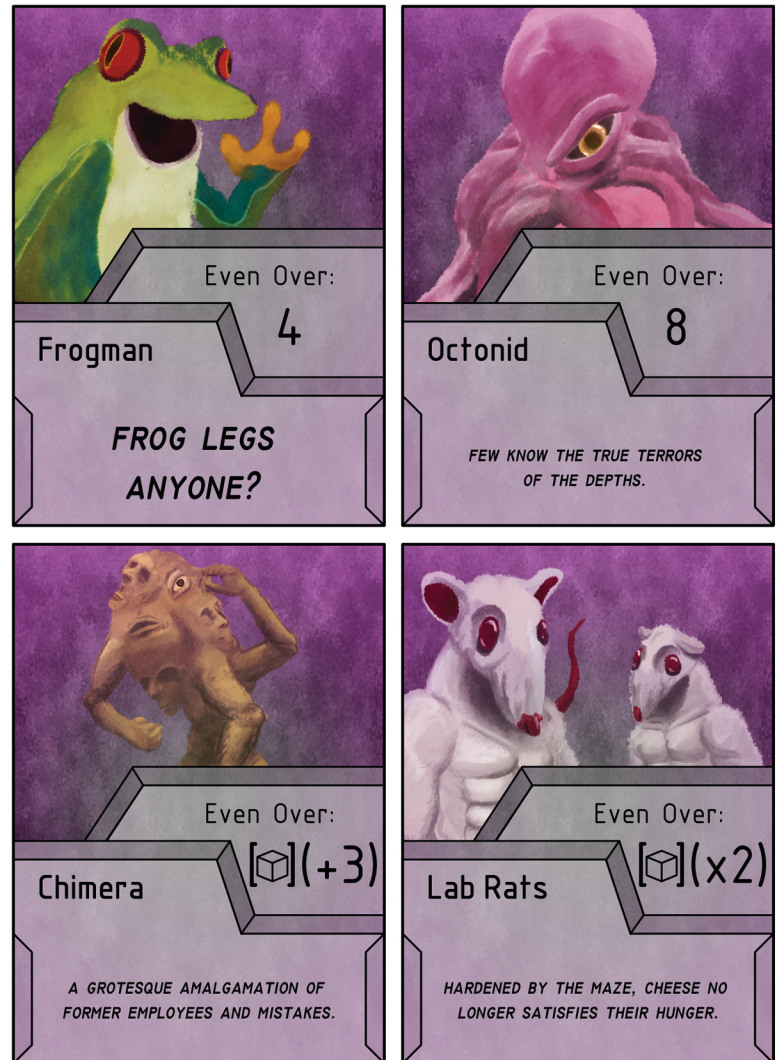 Even Over:
4
Frogman
FROG LEGS
ANYONE?
Even Over:
8
Octonid
FEW KNOW THE TRUE TERRORS
OF THE DEPTHS.
Even Over:
[](+3)
Chimera
A GROTESQUE AMALGAMATION OF
FORMER EMPLOYEES AND MISTAKES.
Even Over:
[](x2)
Lab Rats
HARDENED BY THE MAZE, CHEESE NO
LONGER SATISFIES THEIR HUNGER.